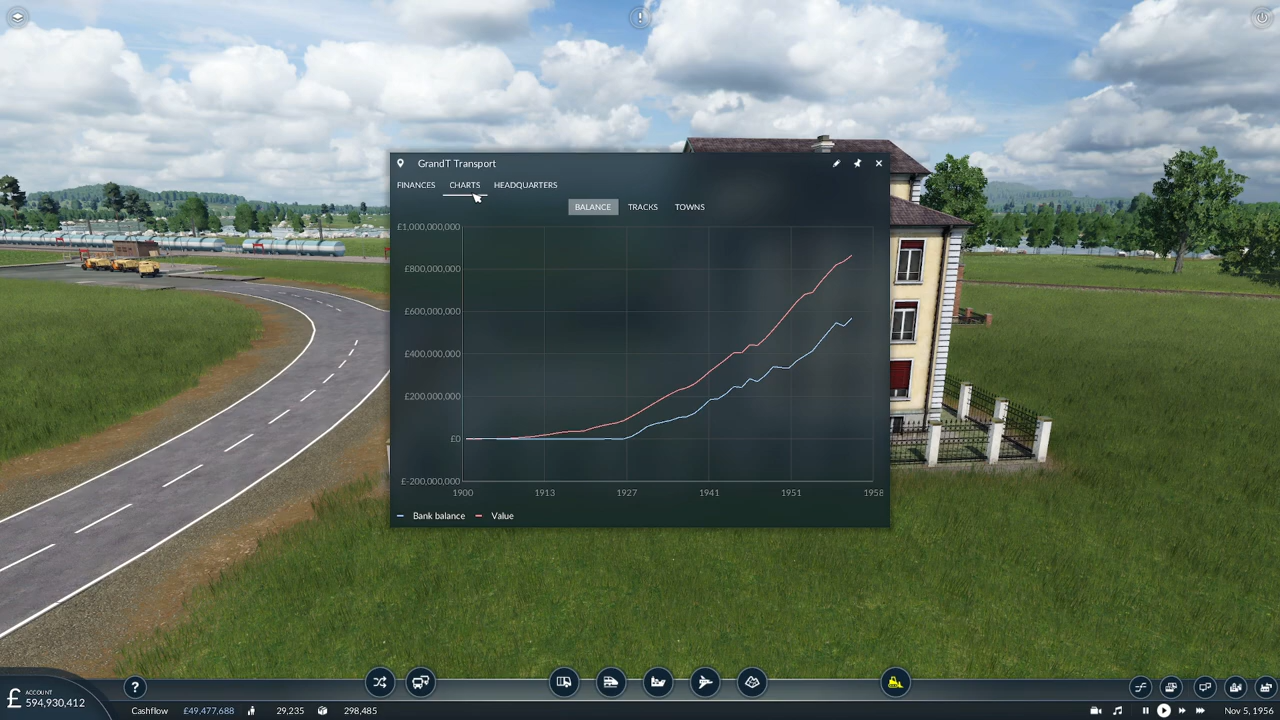 GrandT Transport
FINANCES CHARTS HEADQUARTERS
BALANCE TRACKS TOWNS
£1,000,000,000
£800,000,000
£600,000,000
£400,000,000
£200,000,000
£0
£-200,000,000
1900 1913 1927 1941 1951 1958
Bank balance Value
£ ACCOUNT
594,930,412
?
Cashflow £49,477,688 29,235 298,485
Nov 5, 1956